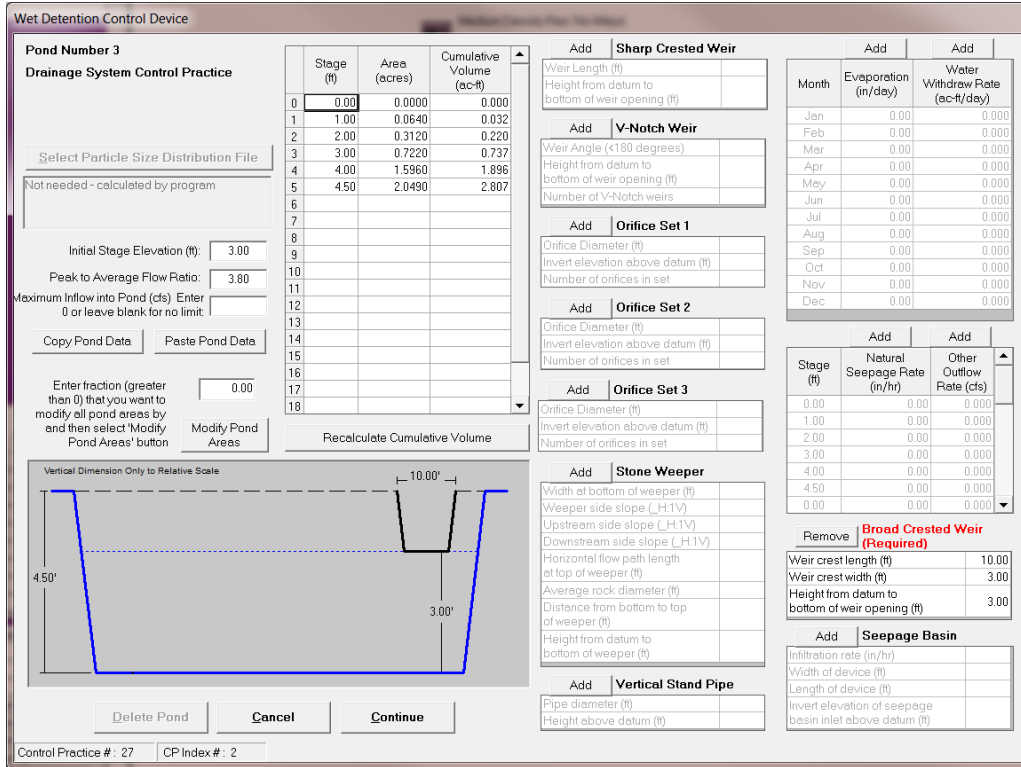 Wet Detention Control Device
Pond Number 3
Drainage System Control Practice
Select Particle Size Distribution File
Not needed - calculated by program
Initial Stage Elevation (ft): 3.00
Peak to Average Flow Ratio: 3.80
Maximum Inflow into Pond (cfs) Enter
0 or leave blank for no limit:
Copy Pond Data Paste Pond Data
Enter fraction (greater
than 0) that you want to
modify all pond areas by
and then select 'Modify
Pond Areas' button
0.00
Modify Pond
Areas
Stage
(ft)
Area
(acres)
Cumulative
Volume
(ac-ft)
0 0.00 0.0000 0.000
1 1.00 0.0640 0.032
2 2.00 0.3120 0.220
3 3.00 0.7220 0.737
4 4.00 1.5960 1.896
5 4.50 2.0490 2.807
6
7
8
9
10
11
12
13
14
15
16
17
18
Recalculate Cumulative Volume
Vertical Dimension Only to Relative Scale
10.00'
4.50'
3.00'
Delete Pond Cancel Continue
Control Practice # : 27 CP Index # : 2
Add Sharp Crested Weir
Weir Length (ft)
Height from datum to
bottom of weir opening (ft)
Add V-Notch Weir
Weir Angle (<180 degrees)
Height from datum to
bottom of weir opening (ft)
Number of V-Notch weirs
Add Orifice Set 1
Orifice Diameter (ft)
Invert elevation above datum (ft)
Number of orifices in set
Add Orifice Set 2
Orifice Diameter (ft)
Invert elevation above datum (ft)
Number of orifices in set
Add Orifice Set 3
Orifice Diameter (ft)
Invert elevation above datum (ft)
Number of orifices in set
Add Stone Weeper
Width at bottom of weeper (ft)
Weeper side slope (_H:1V)
Upstream side slope (_H:1V)
Downstream side slope (_H:1V)
Horizontal flow path length
at top of weeper (ft)
Average rock diameter (ft)
Distance from bottom to top
of weeper (ft)
Height from datum to
bottom of weeper (ft)
Add Vertical Stand Pipe
Pipe diameter (ft)
Height above datum (ft)
Add Add
Month
Evaporation
(in/day)
Water
Withdraw Rate
(ac-ft/day)
Jan 0.00 0.000
Feb 0.00 0.000
Mar 0.00 0.000
Apr 0.00 0.000
May 0.00 0.000
Jun 0.00 0.000
Jul 0.00 0.000
Aug 0.00 0.000
Sep 0.00 0.000
Oct 0.00 0.000
Nov 0.00 0.000
Dec 0.00 0.000
Add Add
Stage
(ft)
Natural
Seepage Rate
(in/hr)
Other
Outflow
Rate (cfs)
0.00 0.00 0.000
1.00 0.00 0.000
2.00 0.00 0.000
3.00 0.00 0.000
4.00 0.00 0.000
4.50 0.00 0.000
0.00 0.00 0.000
Remove Broad Crested Weir
(Required)
Weir crest length (ft) 10.00
Weir crest width (ft) 3.00
Height from datum to
bottom of weir opening (ft) 3.00
Add Seepage Basin
Infiltration rate (in/hr)
Width of device (ft)
Length of device (ft)
Invert elevation of seepage
basin inlet above datum (ft)